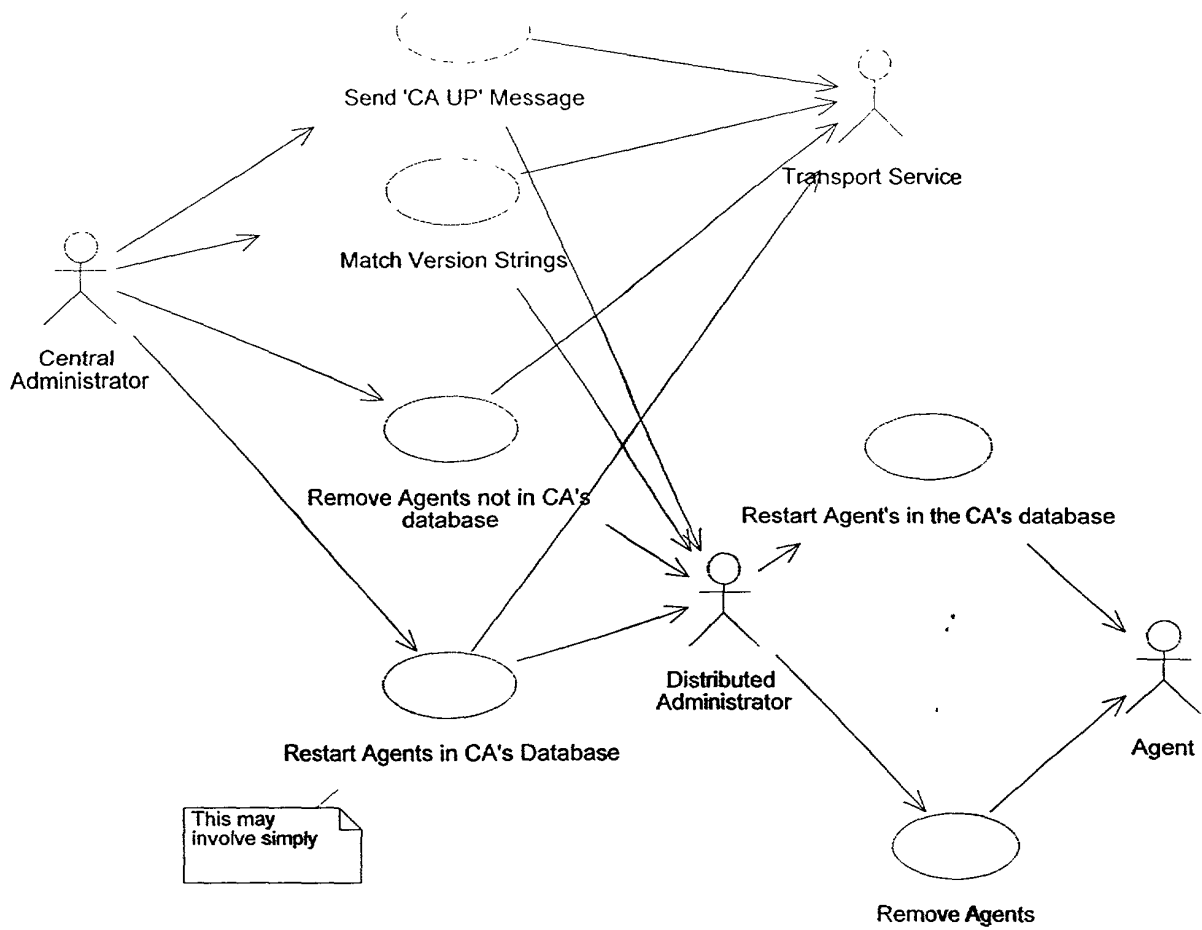 Send 'CA UP' Message
Transport Service
Match Version Strings
Central
Administrator
Remove Agents not in CA's
database
Restart Agent's in the CA's database
Distributed
Administrator
Agent
Restart Agents in CA's Database
This may
involve simply
Remove Agents